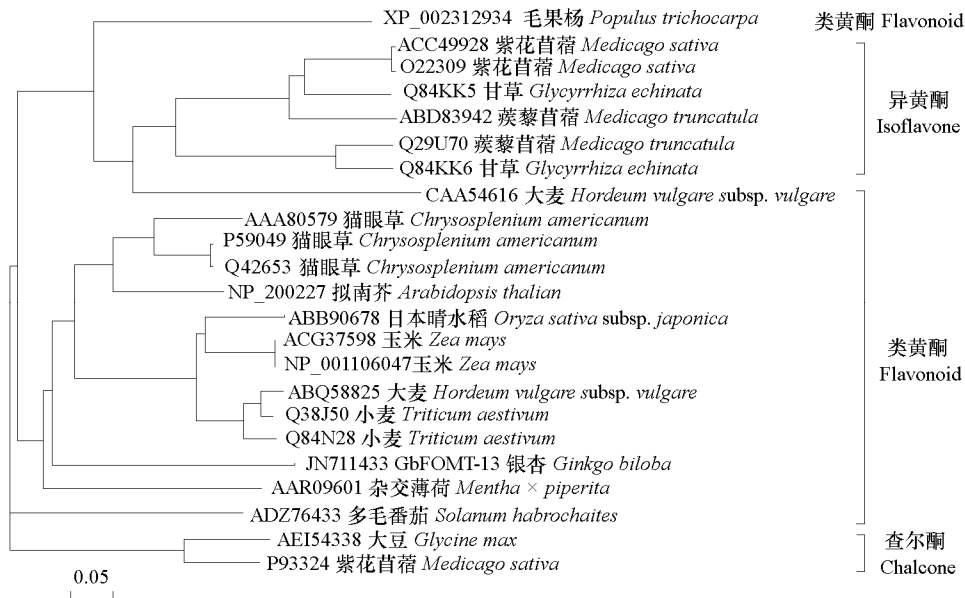 XP_002312934 毛果杨 Populus trichocarpa 类黄酮 Flavonoid
ACC49928 紫花苜蓿 Medicago sativa
O22309 紫花苜蓿 Medicago sativa
Q84KK5 甘草 Glycyrrhiza echinata
异黄酮
Isoflavone
ABD83942 蒺藜苜蓿 Medicago truncatula
Q29U70 蒺藜苜蓿 Medicago truncatula
Q84KK6 甘草 Glycyrrhiza echinata
CAA54616 大麦 Hordeum vulgare subsp. vulgare
AAA80579 猫眼草 Chrysosplenium americanum
P59049 猫眼草 Chrysosplenium americanum
Q42653 猫眼草 Chrysosplenium americanum
NP_200227 拟南芥 Arabidopsis thalian
ABB90678 日本晴水稻 Oryza sativa subsp. japonica
ACG37598 玉米 Zea mays
NP_001106047玉米 Zea mays
类黄酮
Flavonoid
ABQ58825 大麦 Hordeum vulgare subsp. vulgare
Q38J50 小麦 Triticum aestivum
Q84N28 小麦 Triticum aestivum
JN711433 GbFOMT-13 银杏 Ginkgo biloba
AAR09601 杂交薄荷 Mentha × piperita
ADZ76433 多毛番茄 Solanum habrochaites
AEI54338 大豆 Glycine max
P93324 紫花苜蓿 Medicago sativa
查尔酮
Chalcone
0.05